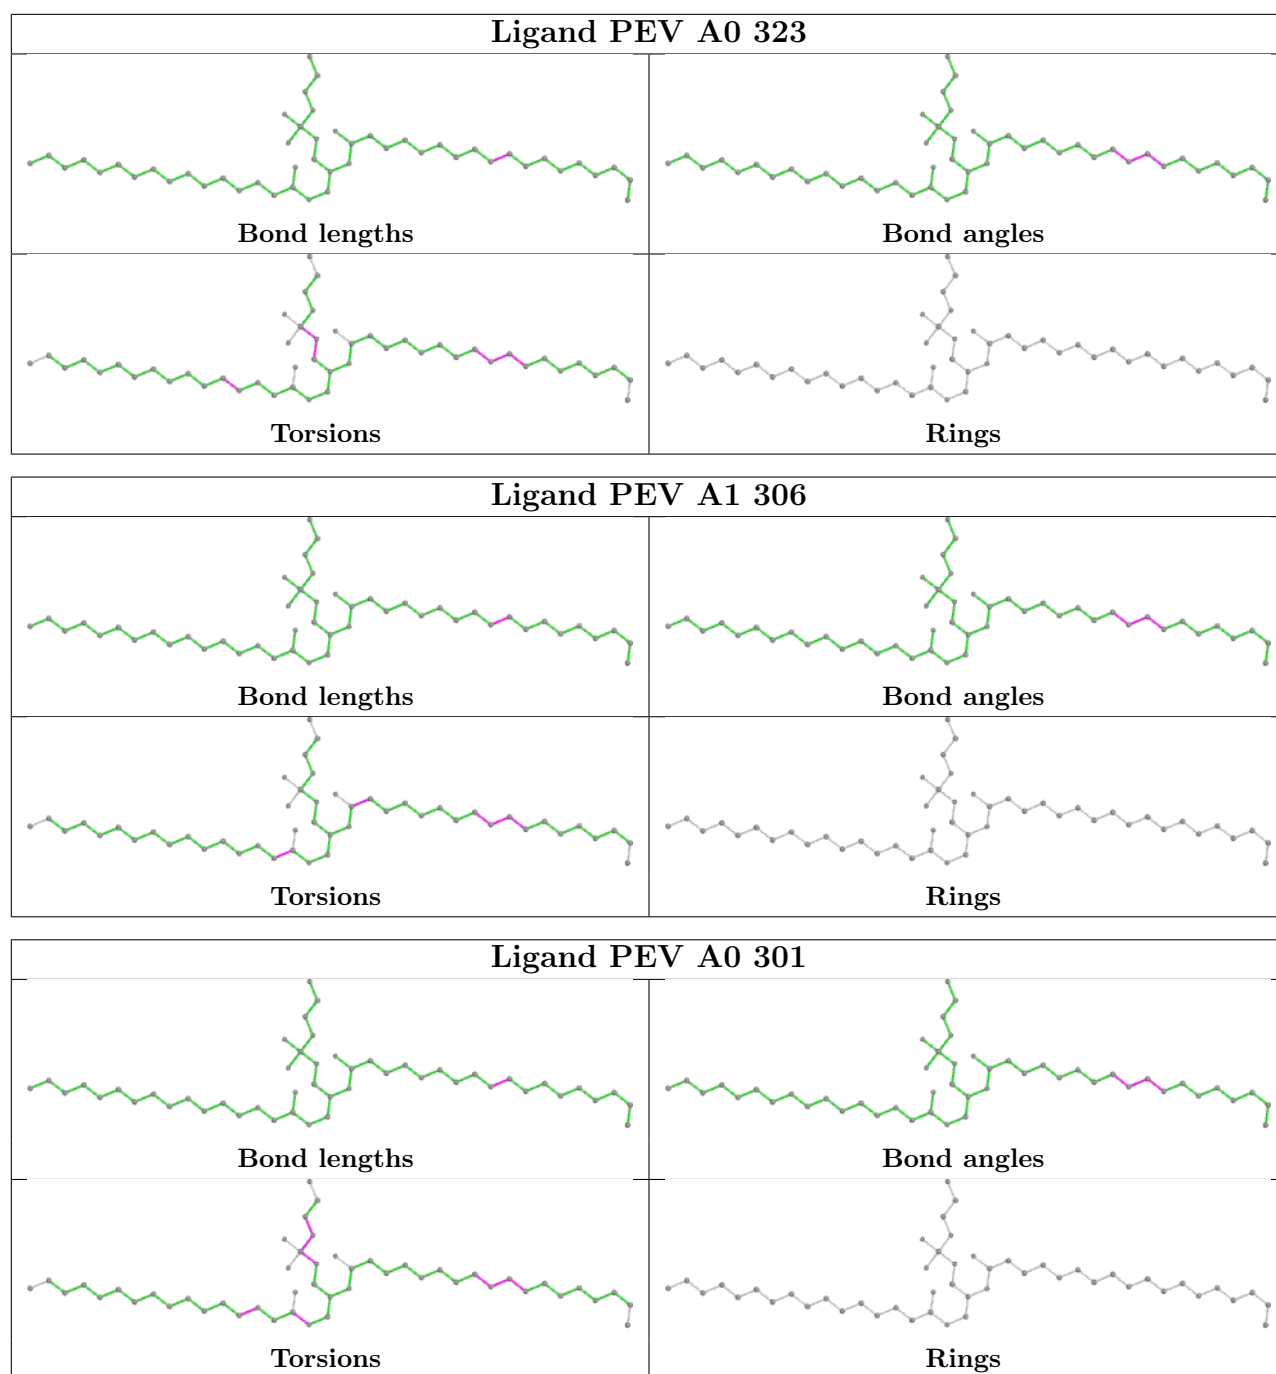 Ligand PEV A0 323
Bond lengths
Bond angles
Torsions
Rings
Ligand PEV A1 306
Bond lengths
Bond angles
Torsions
Rings
Ligand PEV A0 301
Bond lengths
Bond angles
Torsions
Rings